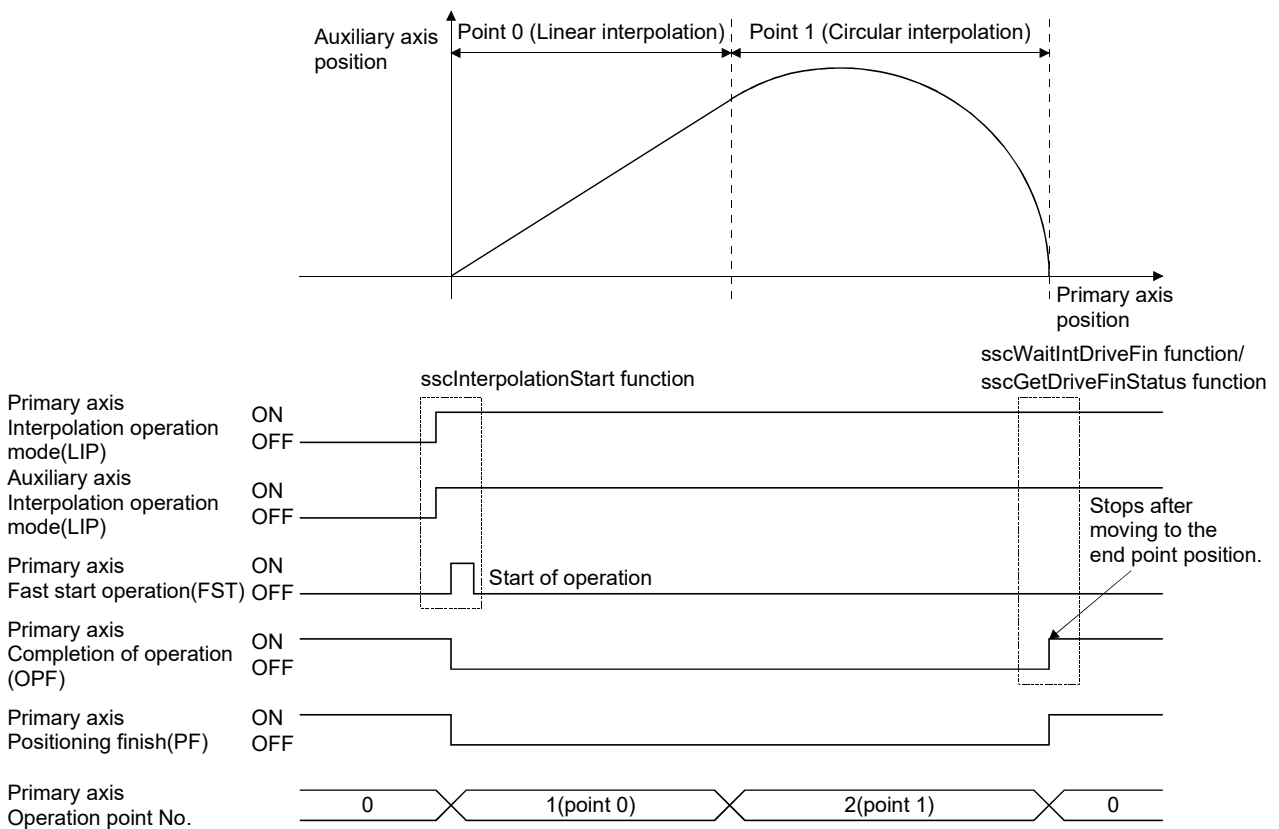 Auxiliary axis
position
Point 0 (Linear interpolation)
Point 1 (Circular interpolation)
Primary axis
position
sscWaitIntDriveFin function/
sscGetDriveFinStatus function
sscInterpolationStart function
Primary axis
Interpolation operation
mode(LIP)
ON
OFF
Auxiliary axis
Interpolation operation
mode(LIP)
ON
OFF
Stops after
moving to the
end point position.
Primary axis
Fast start operation(FST)
ON
OFF
Start of operation
Primary axis
Completion of operation
(OPF)
ON
OFF
Primary axis
Positioning finish(PF)
ON
OFF
Primary axis
Operation point No.
0
1(point 0)
2(point 1)
0